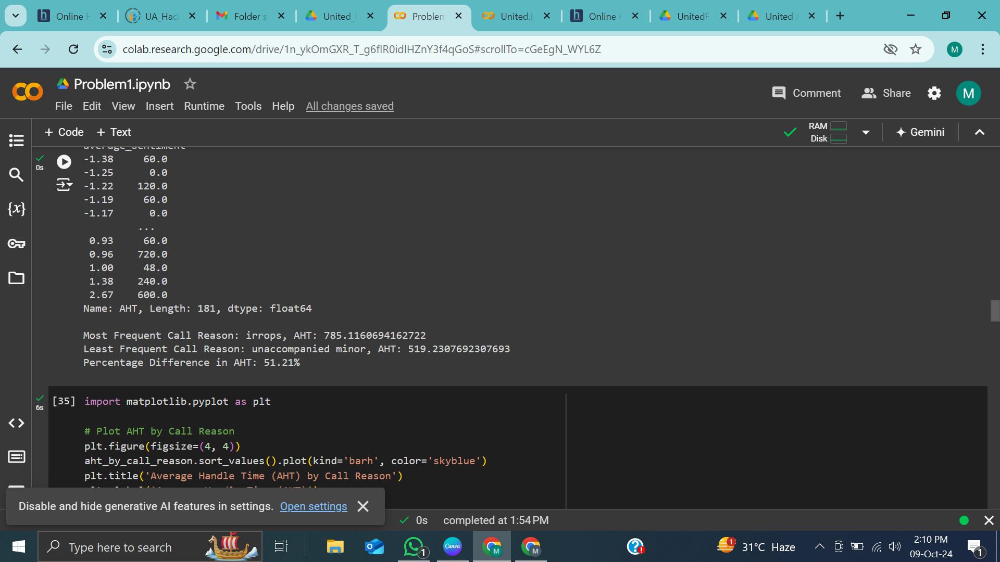 Online H
UA_Hac
Folder s
United_
Problem
United.i
Online H
UnitedF
United A
colab.research.google.com/drive/1n_ykOmGXR_T_g6fIR0idlHZnY3f4qGoS#scrollTo=cGeEgN_WYL6Z
M
CO
Problem1.ipynb
Comment
Share
M
File Edit View Insert Runtime Tools Help All changes saved
+ Code + Text
RAM
Disk
Gemini
average_sentiment
0s
-1.38 60.0
-1.25 0.0
-1.22 120.0
-1.19 60.0
-1.17 0.0
...
0.93 60.0
0.96 720.0
1.00 48.0
1.38 240.0
2.67 600.0
Name: AHT, Length: 181, dtype: float64
Most Frequent Call Reason: irrops, AHT: 785.1160694162722
Least Frequent Call Reason: unaccompanied minor, AHT: 519.2307692307693
Percentage Difference in AHT: 51.21%
6s
[35] import matplotlib.pyplot as plt
# Plot AHT by Call Reason
plt.figure(figsize=(4, 4))
aht_by_call_reason.sort_values().plot(kind='barh', color='skyblue')
plt.title('Average Handle Time (AHT) by Call Reason')
Disable and hide generative AI features in settings. Open settings
0s completed at 1:54 PM
Type here to search
1
Canva
M
M
1
31°C Haze
2:10 PM
09-Oct-24
1